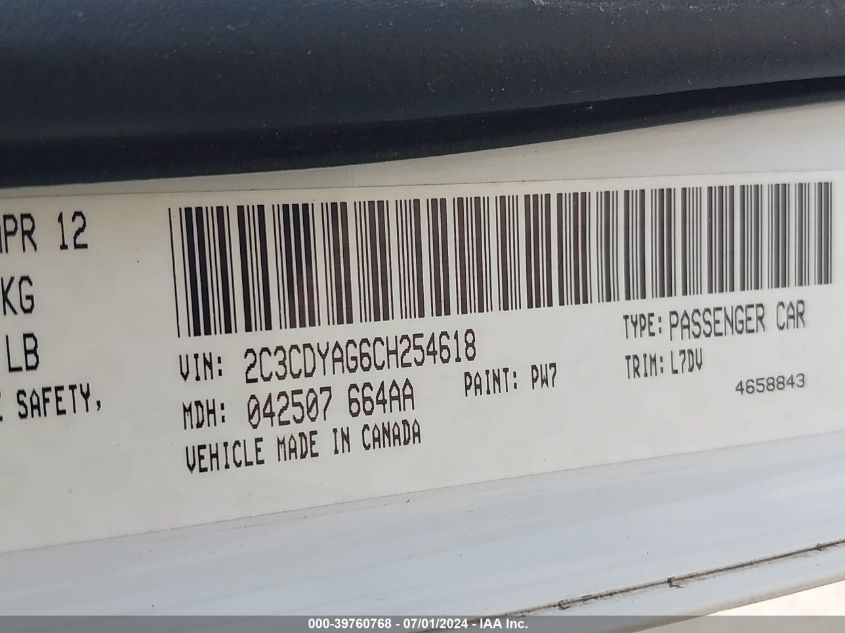 APR 12
KG
LB
SAFETY,
VIN: 2C3CDYAG6CH254618
TYPE: PASSENGER CAR
MDH: 042507 664AA
PAINT: PW7
TRIM: L7DV
VEHICLE MADE IN CANADA
4658843
000-39760768 - 07/01/2024 - IAA Inc.